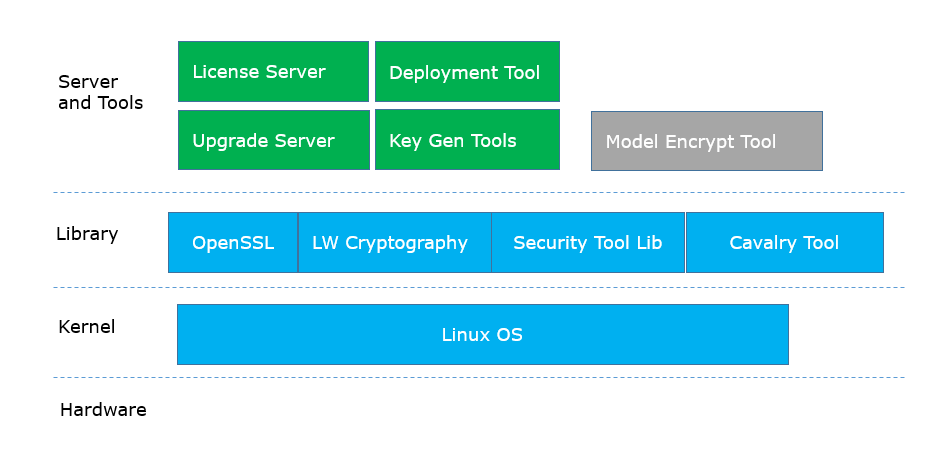 Server
and Tools
License Server
Deployment Tool
Upgrade Server
Key Gen Tools
Model Encrypt Tool
Library
OpenSSL
LW Cryptography
Security Tool Lib
Cavalry Tool
Kernel
Linux OS
Hardware